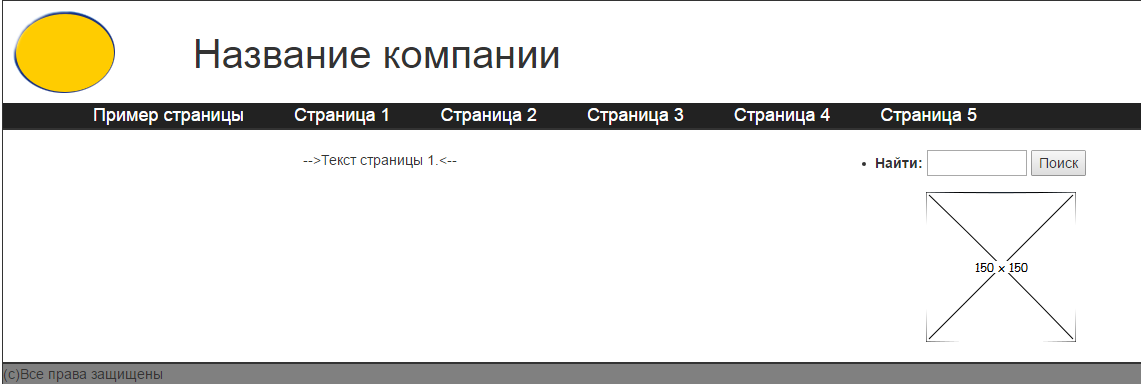 Название компании
Пример страницы Страница 1 Страница 2 Страница 3 Страница 4 Страница 5
-->Текст страницы 1.<--
Найти: Поиск
150 x 150
(c)Все права защищены